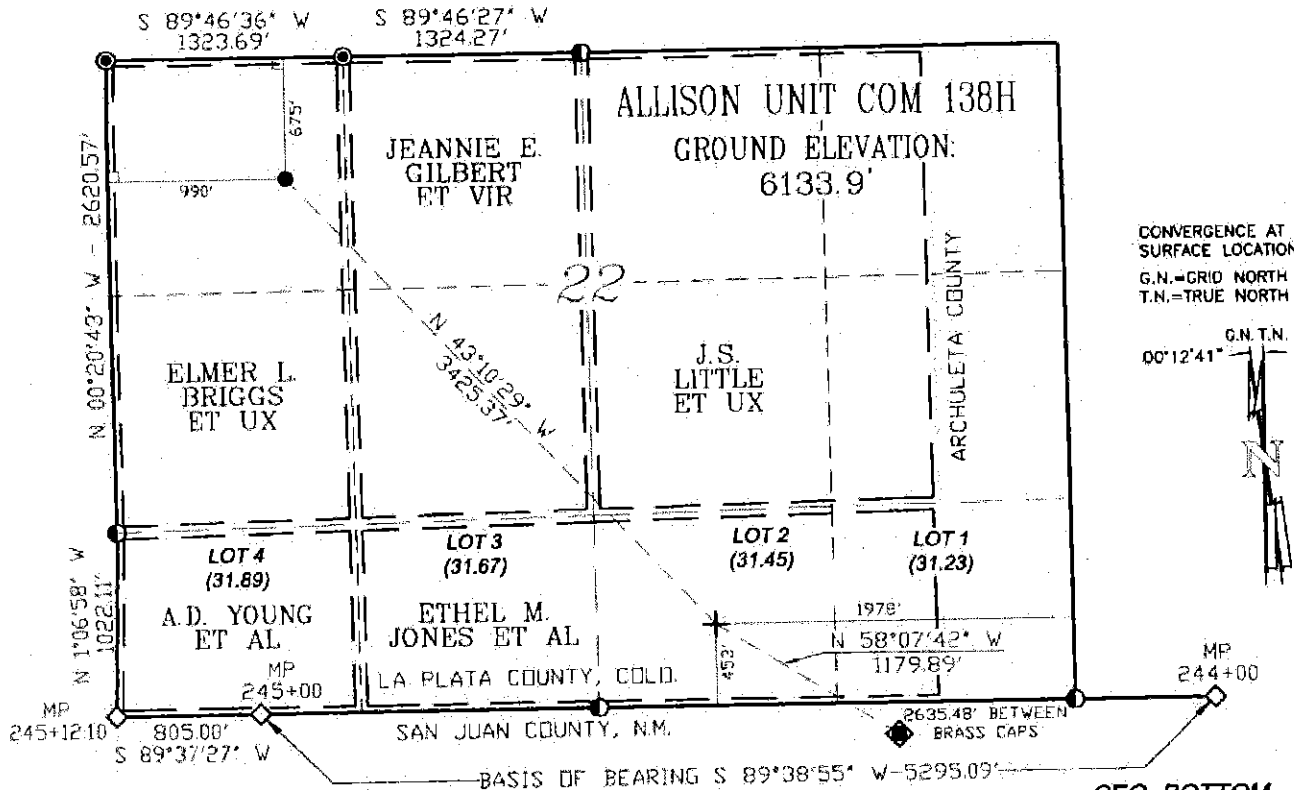 S 89°46'36" W
1323.69'
S 89°46'27" W
1324.27'
ALLISON UNIT COM 138H
GROUND ELEVATION:
6133.9'
675'
990'
JEANNIE E.
GILBERT
ET VIR
N 00°20'43" W - 2620.57'
22
ARCHULETA COUNTY
CONVERGENCE AT
SURFACE LOCATION
G.N.=GRID NORTH
T.N.=TRUE NORTH
G.N. T.N.
00°12'41"
N
N 43°10'29" W
3425.37'
ELMER L.
BRIGGS
ET UX
J.S.
LITTLE
ET UX
LOT 4
(31.89)
LOT 3
(31.67)
LOT 2
(31.45)
LOT 1
(31.23)
N 1°06'58" W
1022.11'
A.D. YOUNG
ET AL
ETHEL M.
JONES ET AL
1978'
453'
N 58°07'42" W
1179.89'
MP
245+00
LA PLATA COUNTY, COLO.
MP
244+00
MP
245+12.10
805.00'
S 89°37'27" W
SAN JUAN COUNTY, N.M.
2635.48' BETWEEN
BRASS CAPS
BASIS OF BEARING S 89°38'55" W-5295.09'